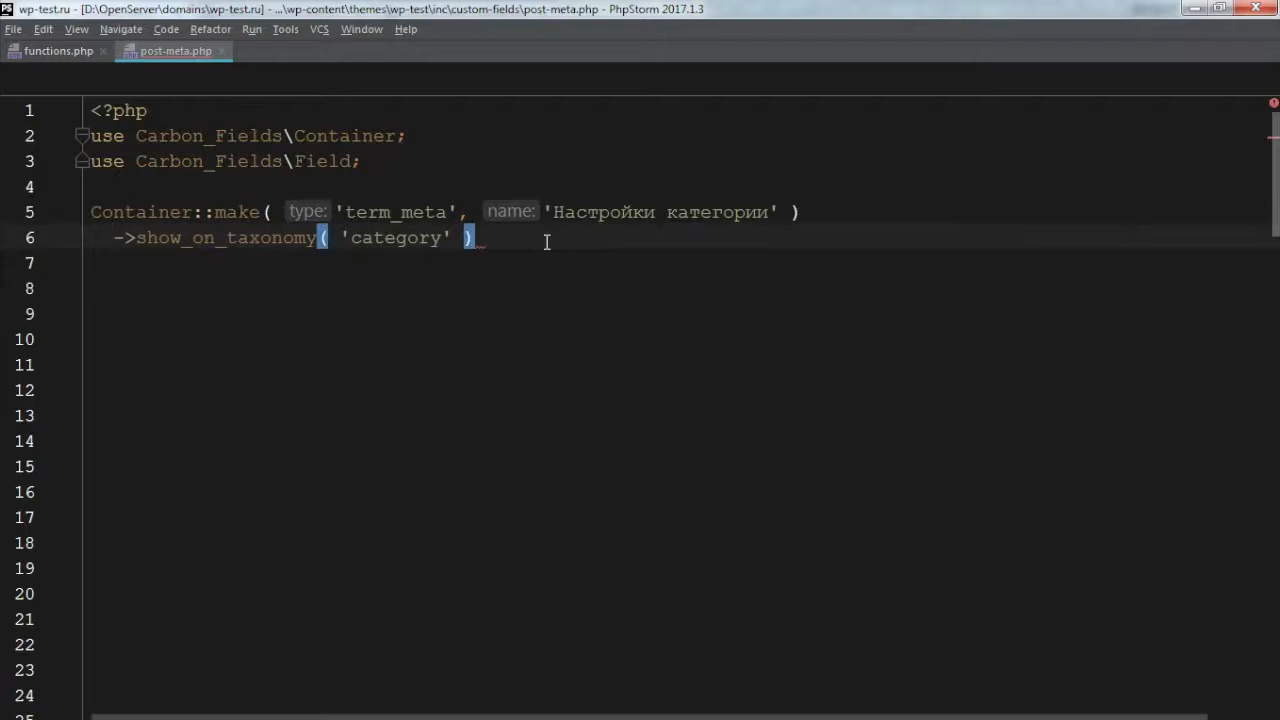 wp-test.ru - [D:\OpenServer\domains\wp-test.ru] - ...\wp-content\themes\wp-test\inc\custom-fields\post-meta.php - PhpStorm 2017.1.3
File Edit View Navigate Code Refactor Run Tools VCS Window Help
functions.php post-meta.php
1 <?php
2 use Carbon_Fields\Container;
3 use Carbon_Fields\Field;
4
5 Container::make( type: 'term_meta', name: 'Настройки категории' )
6 ->show_on_taxonomy( 'category' )
7
8
9
10
11
12
13
14
15
16
17
18
19
20
21
22
23
24
25